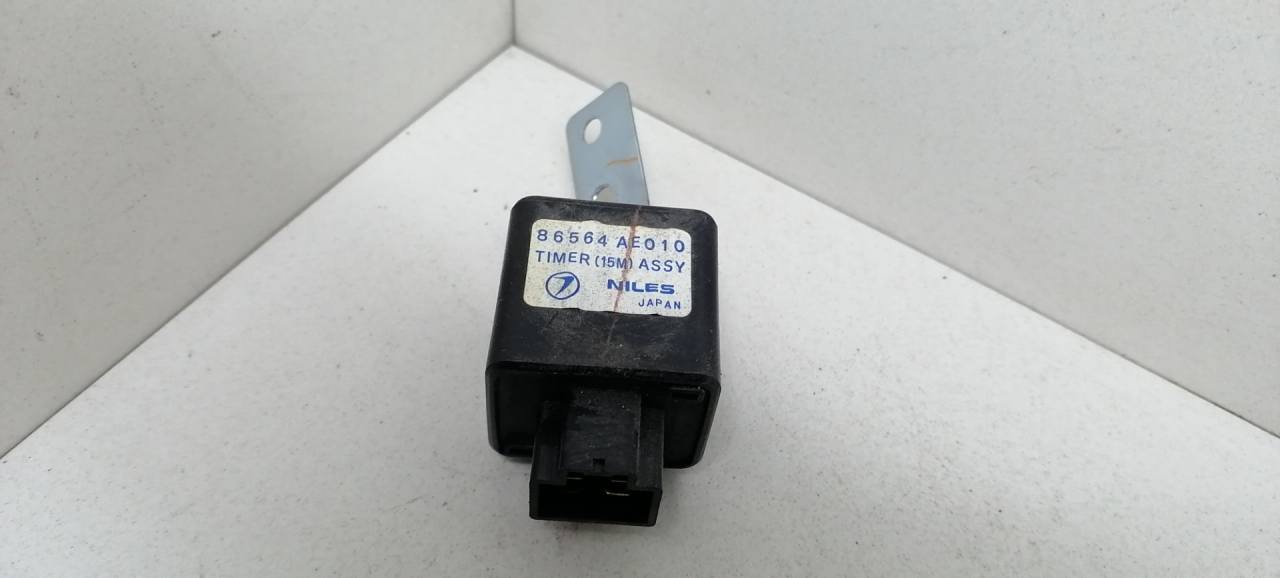 86564 AE010
TIMER (15M) ASSY
NILES
JAPAN